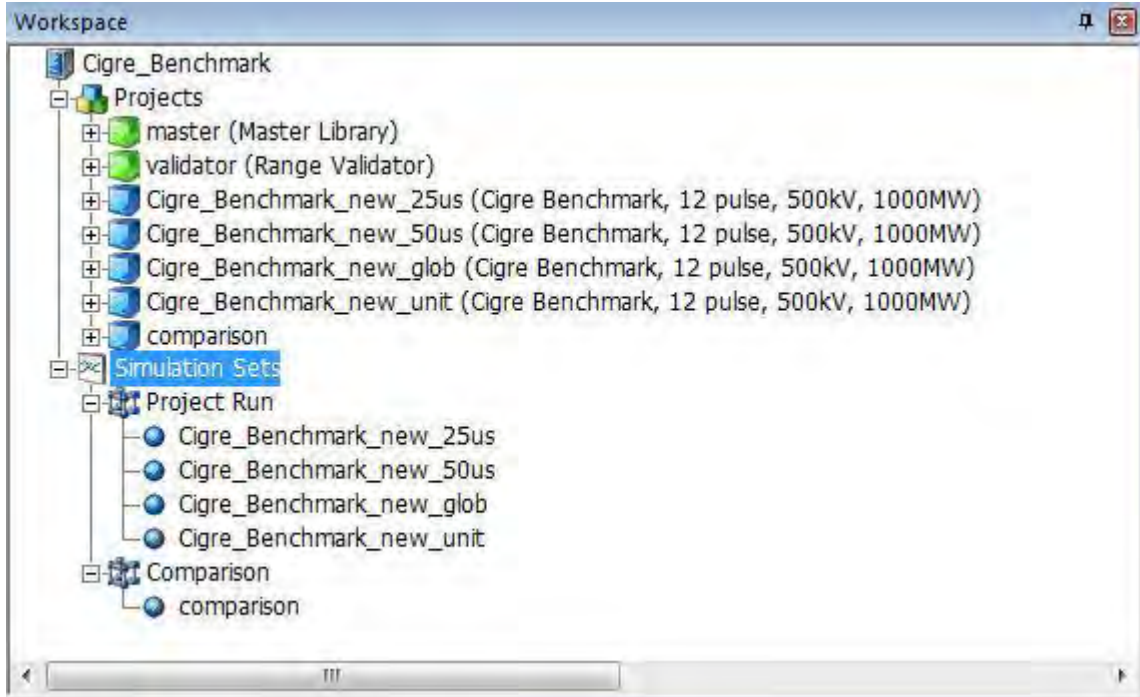 Workspace
Cigre_Benchmark
Projects
master (Master Library)
validator (Range Validator)
Cigre_Benchmark_new_25us (Cigre Benchmark, 12 pulse, 500kV, 1000MW)
Cigre_Benchmark_new_50us (Cigre Benchmark, 12 pulse, 500kV, 1000MW)
Cigre_Benchmark_new_glob (Cigre Benchmark, 12 pulse, 500kV, 1000MW)
Cigre_Benchmark_new_unit (Cigre Benchmark, 12 pulse, 500kV, 1000MW)
comparison
Simulation Sets
Project Run
Cigre_Benchmark_new_25us
Cigre_Benchmark_new_50us
Cigre_Benchmark_new_glob
Cigre_Benchmark_new_unit
Comparison
comparison